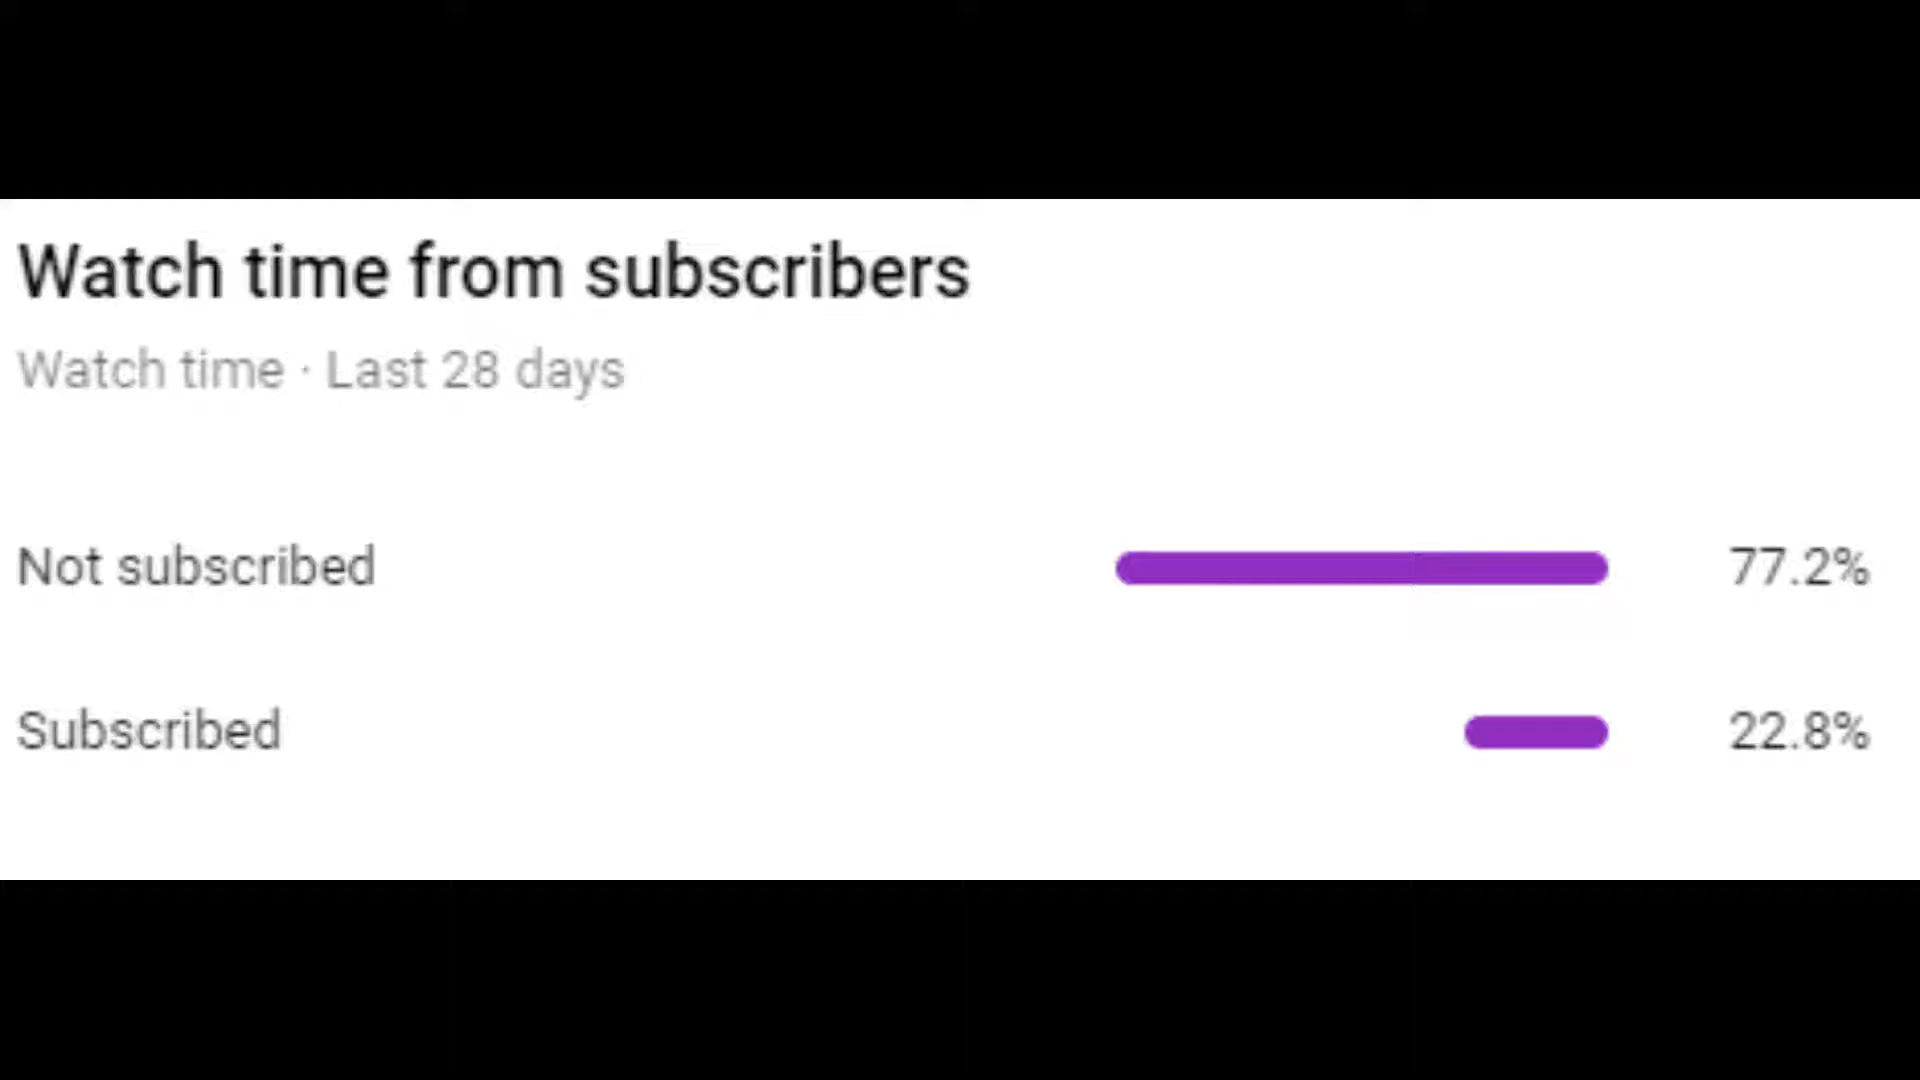 Watch time from subscribers
Watch time · Last 28 days
Not subscribed 77.2%
Subscribed 22.8%